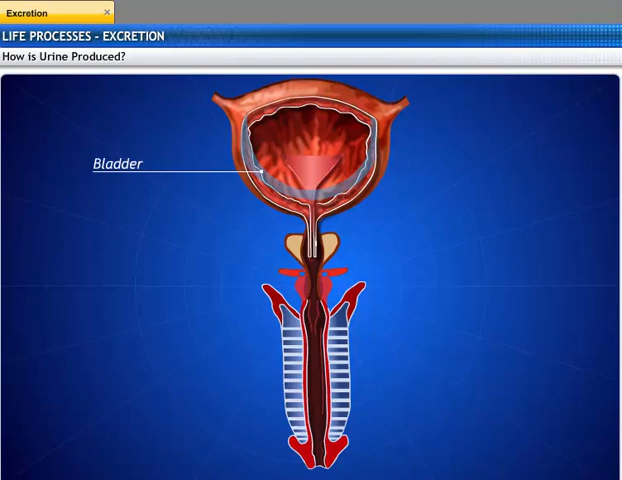 Excretion
LIFE PROCESSES - EXCRETION
How is Urine Produced?
Bladder